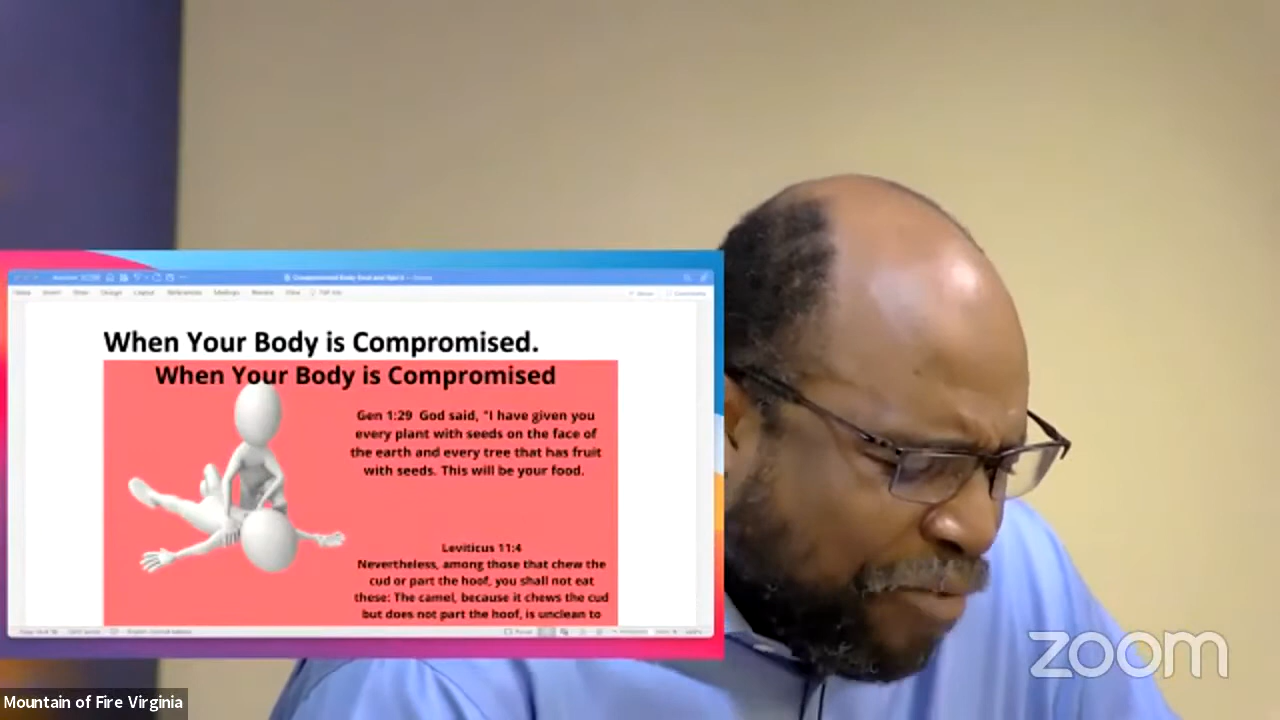 When Your Body is Compromised.
When Your Body is Compromised
Gen 1:29 God said, "I have given you
every plant with seeds on the face of
the earth and every tree that has fruit
with seeds. This will be your food.
Leviticus 11:4
Nevertheless, among those that chew the
cud or part the hoof, you shall not eat
these: The camel, because it chews the cud
but does not part the hoof, is unclean to
zoom
Mountain of Fire Virginia